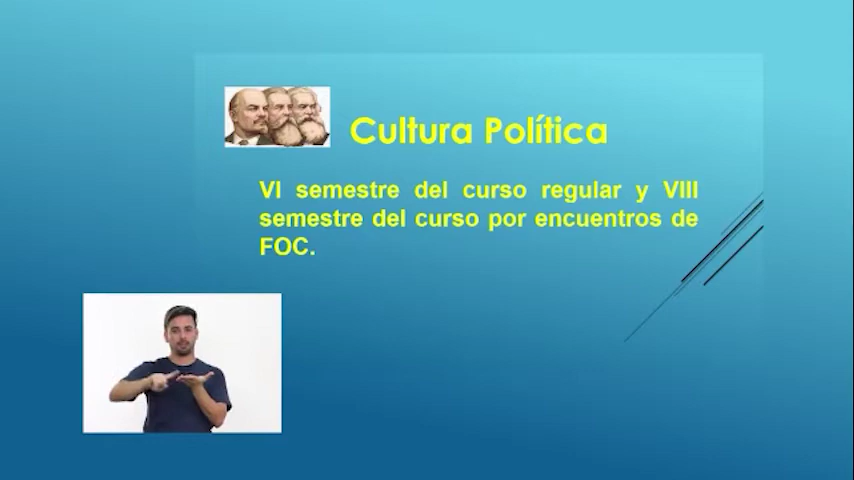 Cultura Política
VI semestre del curso regular y VIII
semestre del curso por encuentros de
FOC.